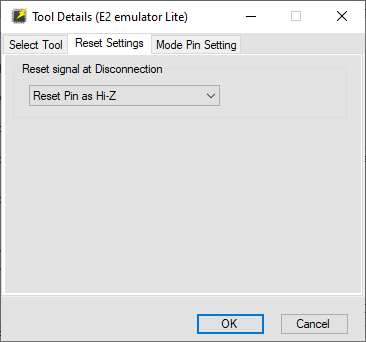 Tool Details (E2 emulator Lite)
Select Tool Reset Settings Mode Pin Setting
Reset signal at Disconnection
Reset Pin as Hi-Z
OK Cancel